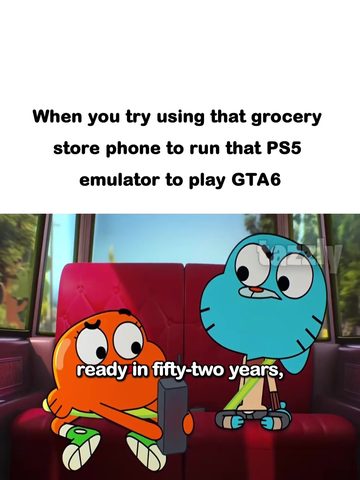 When you try using that grocery
store phone to run that PS5
emulator to play GTA6
tazzly
ready in fifty-two years,